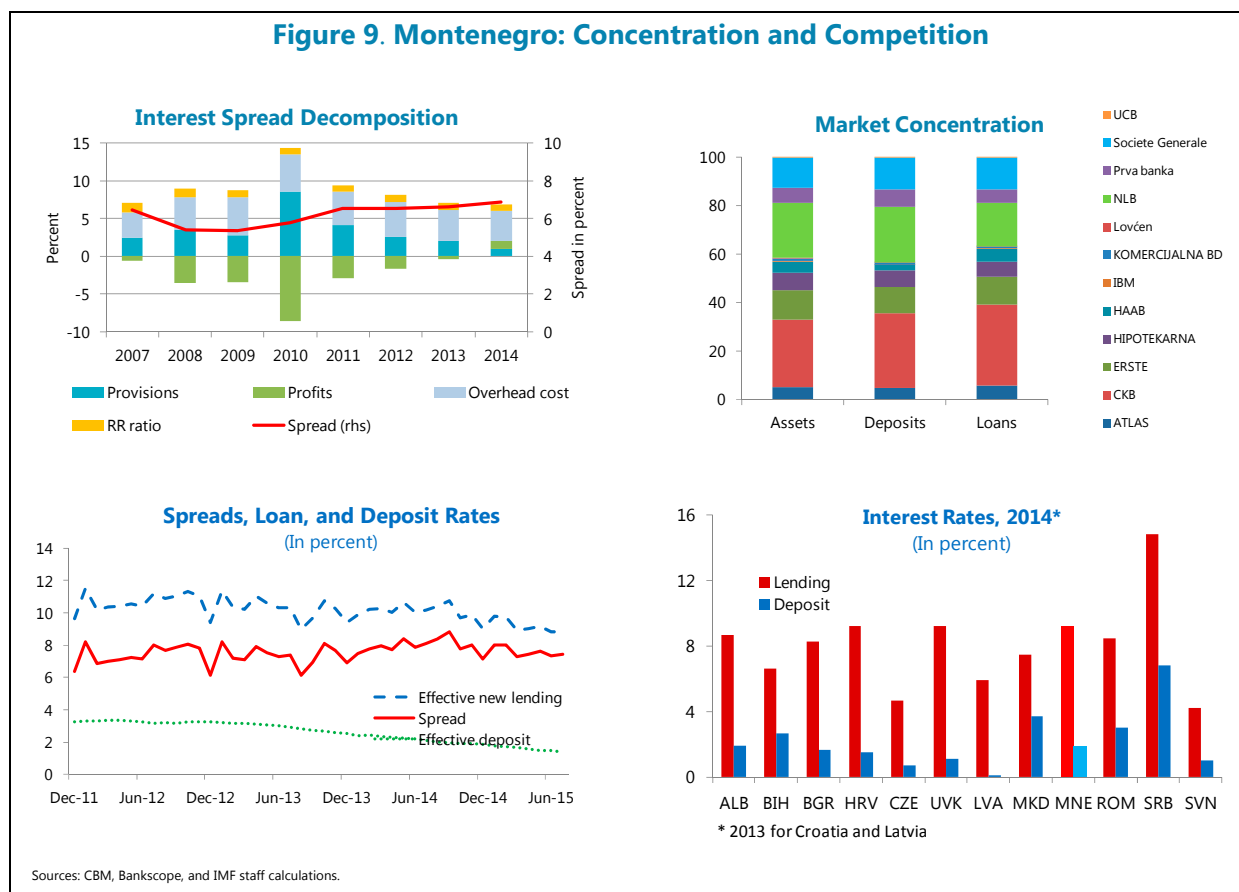 Figure 9. Montenegro: Concentration and Competition
Interest Spread Decomposition
15
10
5
0
-5
-10
Percent
10
8
6
4
2
0
Spread in percent
2007 2008 2009 2010 2011 2012 2013 2014
Provisions Profits Overhead cost
RR ratio Spread (rhs)
Market Concentration
100
80
60
40
20
0
Assets Deposits Loans
UCB
Societe Generale
Prva banka
NLB
Lovćen
KOMERCIJALNA BD
IBM
HAAB
HIPOTEKARNA
ERSTE
CKB
ATLAS
Spreads, Loan, and Deposit Rates
(In percent)
14
12
10
8
6
4
2
0
Effective new lending
Spread
Effective deposit
Dec-11 Jun-12 Dec-12 Jun-13 Dec-13 Jun-14 Dec-14 Jun-15
Interest Rates, 2014*
(In percent)
16
12
8
4
0
Lending
Deposit
ALB BIH BGR HRV CZE UVK LVA MKD MNE ROM SRB SVN
* 2013 for Croatia and Latvia
Sources: CBM, Bankscope, and IMF staff calculations.